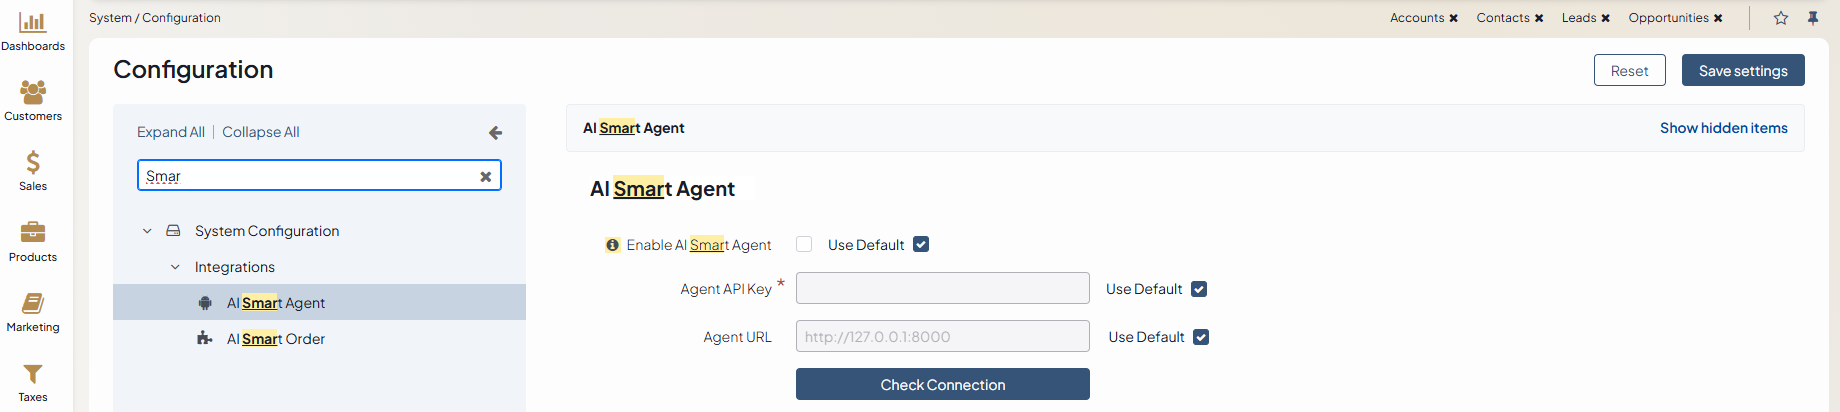 System / Configuration
Accounts
Contacts
Leads
Opportunities
Dashboards
Customers
Sales
Products
Marketing
Taxes
Configuration
Reset
Save settings
Expand All | Collapse All
Smar
System Configuration
Integrations
AI Smart Agent
AI Smart Order
AI Smart Agent
Show hidden items
AI Smart Agent
Enable AI Smart Agent
Use Default
Agent API Key *
Use Default
Agent URL
http://127.0.0.1:8000
Use Default
Check Connection